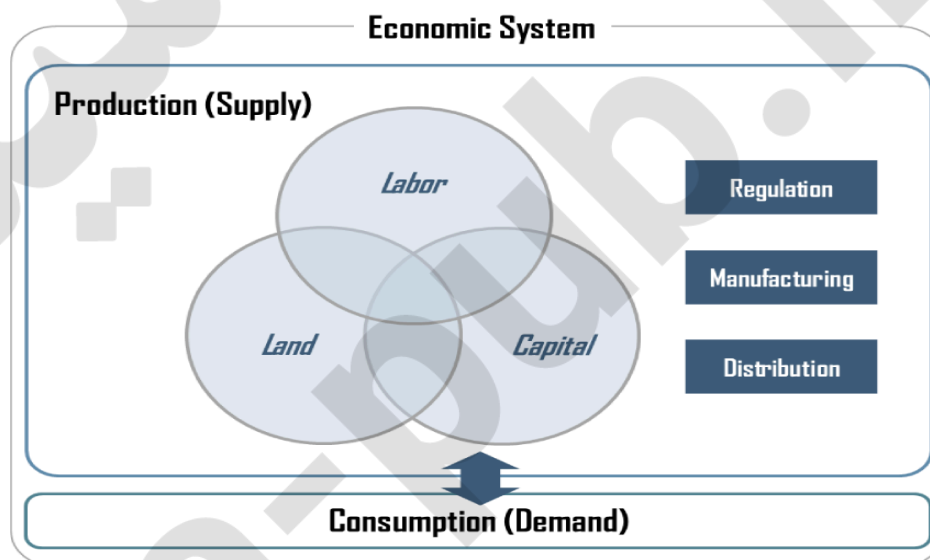 Economic System
Production (Supply)
Labor
Land
Capital
Regulation
Manufacturing
Distribution
Consumption (Demand)